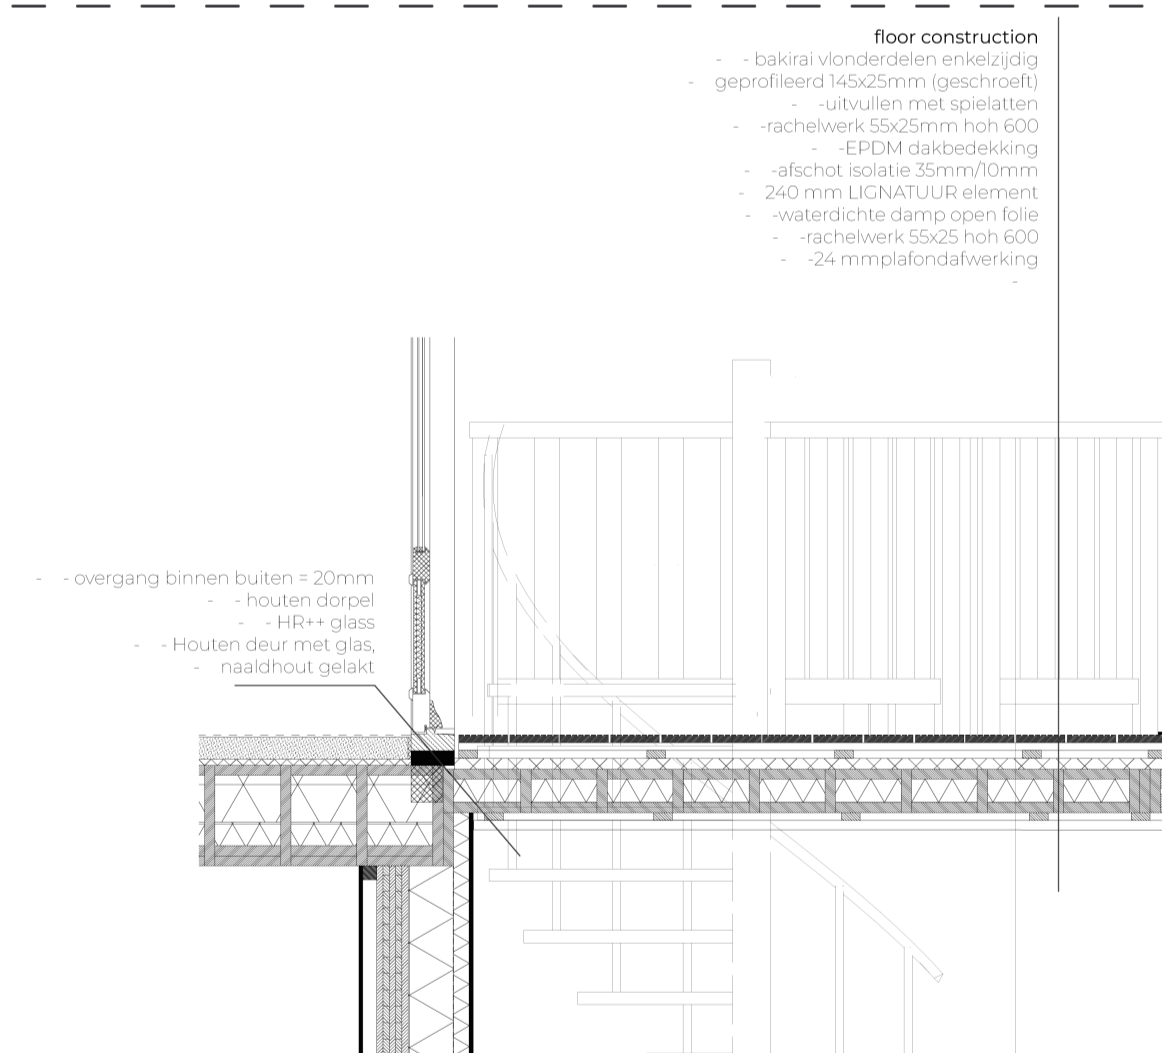 floor construction
- - bakirai vlonderdelen enkelzijdig
- geprofileerd 145x25mm (geschroeft)
- -uitvullen met spielatten
- -rachelwerk 55x25mm hoh 600
- -EPDM dakbedekking
- -afschot isolatie 35mm/10mm
- 240 mm LIGNATUUR element
- -waterdichte damp open folie
- -rachelwerk 55x25 hoh 600
- -24 mmplafondafwerking
-
- - overgang binnen buiten = 20mm
- - houten dorpel
- - HR++ glass
- - Houten deur met glas,
- naaldhout gelakt